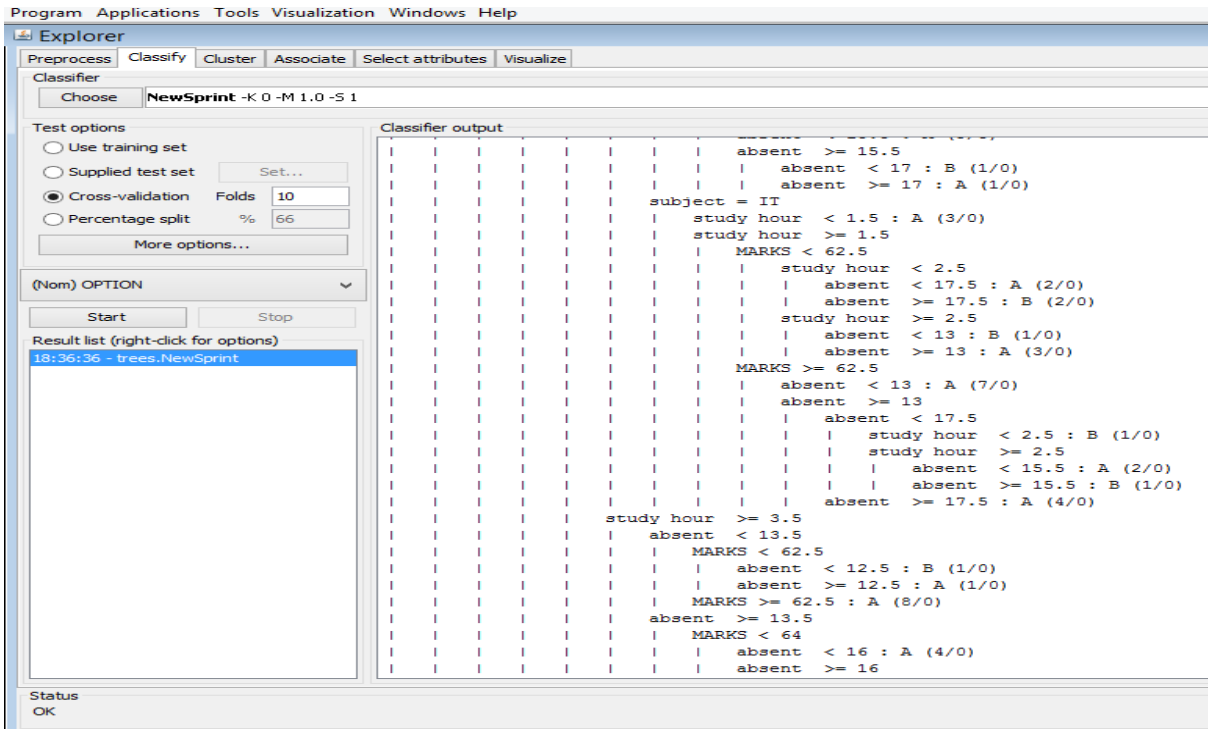 Program Applications Tools Visualization Windows Help
Explorer
Preprocess Classify Cluster Associate Select attributes Visualize
Classifier
Choose NewSprint -K 0 -M 1.0 -S 1
Test options
Use training set
Supplied test set Set...
Cross-validation Folds 10
Percentage split % 66
More options...
(Nom) OPTION
Start Stop
Result list (right-click for options)
18:36:36 - trees.NewSprint
Classifier output
| | | | | | | | absent >= 15.5
| | | | | | | | | absent < 17 : B (1/0)
| | | | | | | | | absent >= 17 : A (1/0)
| | | | | | subject = IT
| | | | | | | study hour < 1.5 : A (3/0)
| | | | | | | study hour >= 1.5
| | | | | | | | MARKS < 62.5
| | | | | | | | | study hour < 2.5
| | | | | | | | | | absent < 17.5 : A (2/0)
| | | | | | | | | | absent >= 17.5 : B (2/0)
| | | | | | | | | study hour >= 2.5
| | | | | | | | | | absent < 13 : B (1/0)
| | | | | | | | | | absent >= 13 : A (3/0)
| | | | | | | | MARKS >= 62.5
| | | | | | | | | absent < 13 : A (7/0)
| | | | | | | | | absent >= 13
| | | | | | | | | | absent < 17.5
| | | | | | | | | | | study hour < 2.5 : B (1/0)
| | | | | | | | | | | study hour >= 2.5
| | | | | | | | | | | | absent < 15.5 : A (2/0)
| | | | | | | | | | | | absent >= 15.5 : B (1/0)
| | | | | | | | | | absent >= 17.5 : A (4/0)
| | | | | study hour >= 3.5
| | | | | | absent < 13.5
| | | | | | | MARKS < 62.5
| | | | | | | | absent < 12.5 : B (1/0)
| | | | | | | | absent >= 12.5 : A (1/0)
| | | | | | | MARKS >= 62.5 : A (8/0)
| | | | | | absent >= 13.5
| | | | | | | MARKS < 64
| | | | | | | | absent < 16 : A (4/0)
| | | | | | | | absent >= 16
Status
OK